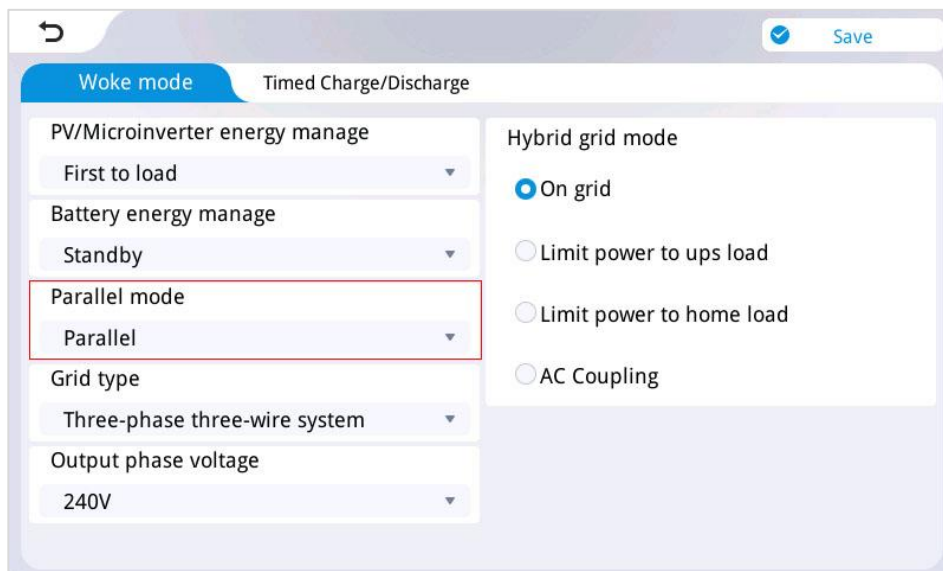 Save
Woke mode
Timed Charge/Discharge
PV/Microinverter energy manage
First to load
Battery energy manage
Standby
Parallel mode
Parallel
Grid type
Three-phase three-wire system
Output phase voltage
240V
Hybrid grid mode
On grid
Limit power to ups load
Limit power to home load
AC Coupling